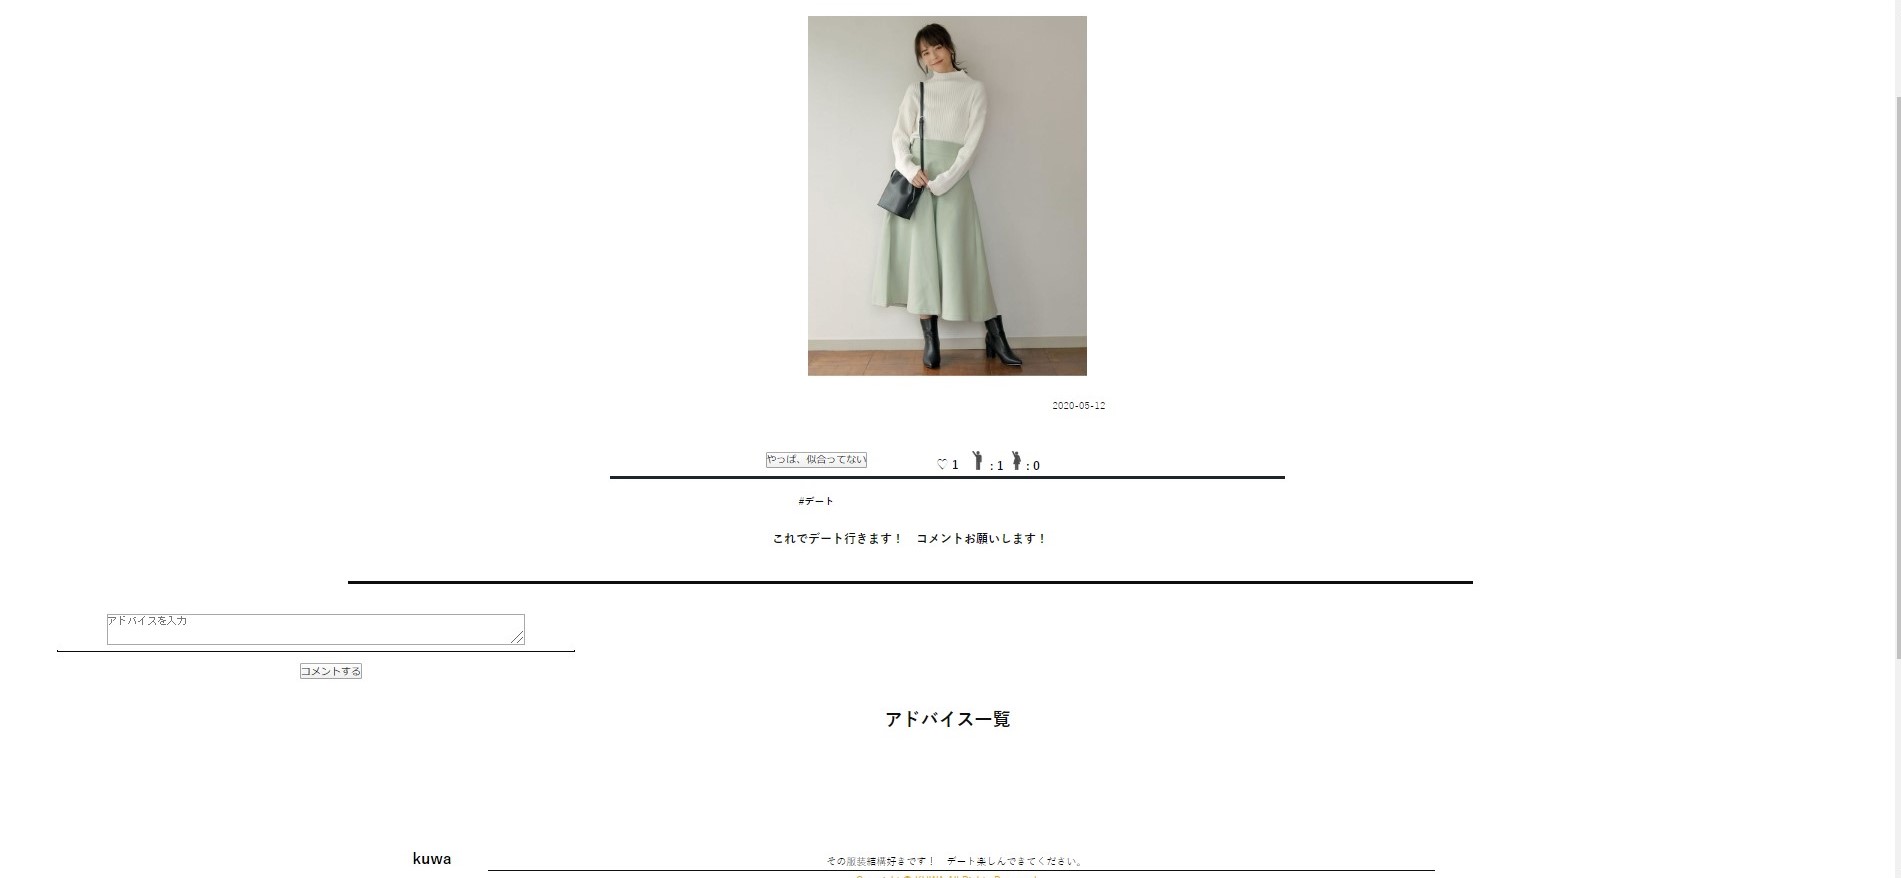 2020-05-12
やっぱ、似合ってない
♡ 1 : 1 : 0
#デート
これでデート行きます！　コメントお願いします！
アドバイスを入力
コメントする
アドバイス一覧
kuwa
その服装結構好きです！　デート楽しんできてください。